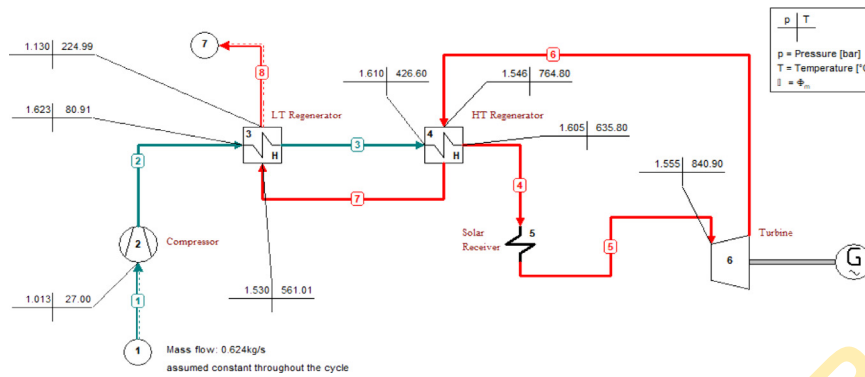 p T
p = Pressure [bar]
T = Temperature [°
= Φm
1.130 224.99
7
8
1.623 80.91
3 LT Regenerator
H
2
3
1.610 426.60
6
1.546 764.80
4 HT Regenerator
H
1.605 635.80
7
4
1.555 840.90
Solar
Receiver
5
5
Turbine
6
G
~
2
Compressor
1.013 27.00
1
1.530 561.01
1
Mass flow: 0.624kg/s
assumed constant throughout the cycle